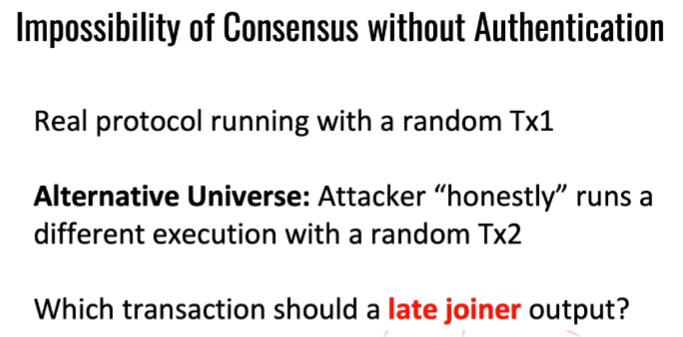 Impossibility of Consensus without Authentication
Real protocol running with a random Tx1
Alternative Universe: Attacker “honestly” runs a
different execution with a random Tx2
Which transaction should a late joiner output?